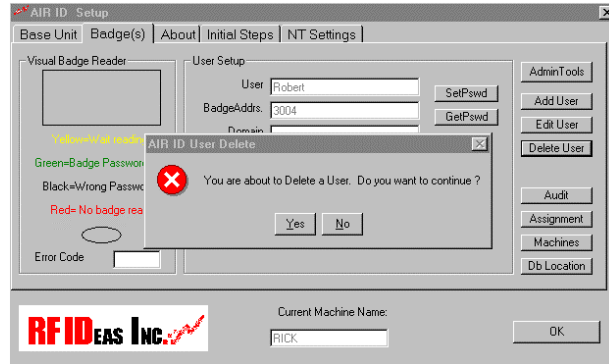 AIR ID Setup
Base Unit Badge(s) About Initial Steps NT Settings
Visual Badge Reader
Yellow=Wait reading
Green=Badge Passwor
Black=Wrong Passwo
Red= No badge rea
Error Code
User Setup
User Robert
BadgeAddrs. 3004
Domain
SetPswd
GetPswd
AdminTools
Add User
Edit User
Delete User
Audit
Assignment
Machines
Db Location
AIR ID User Delete
You are about to Delete a User. Do you want to continue ?
Yes No
RF IDeas Inc.
Current Machine Name:
RICK
OK